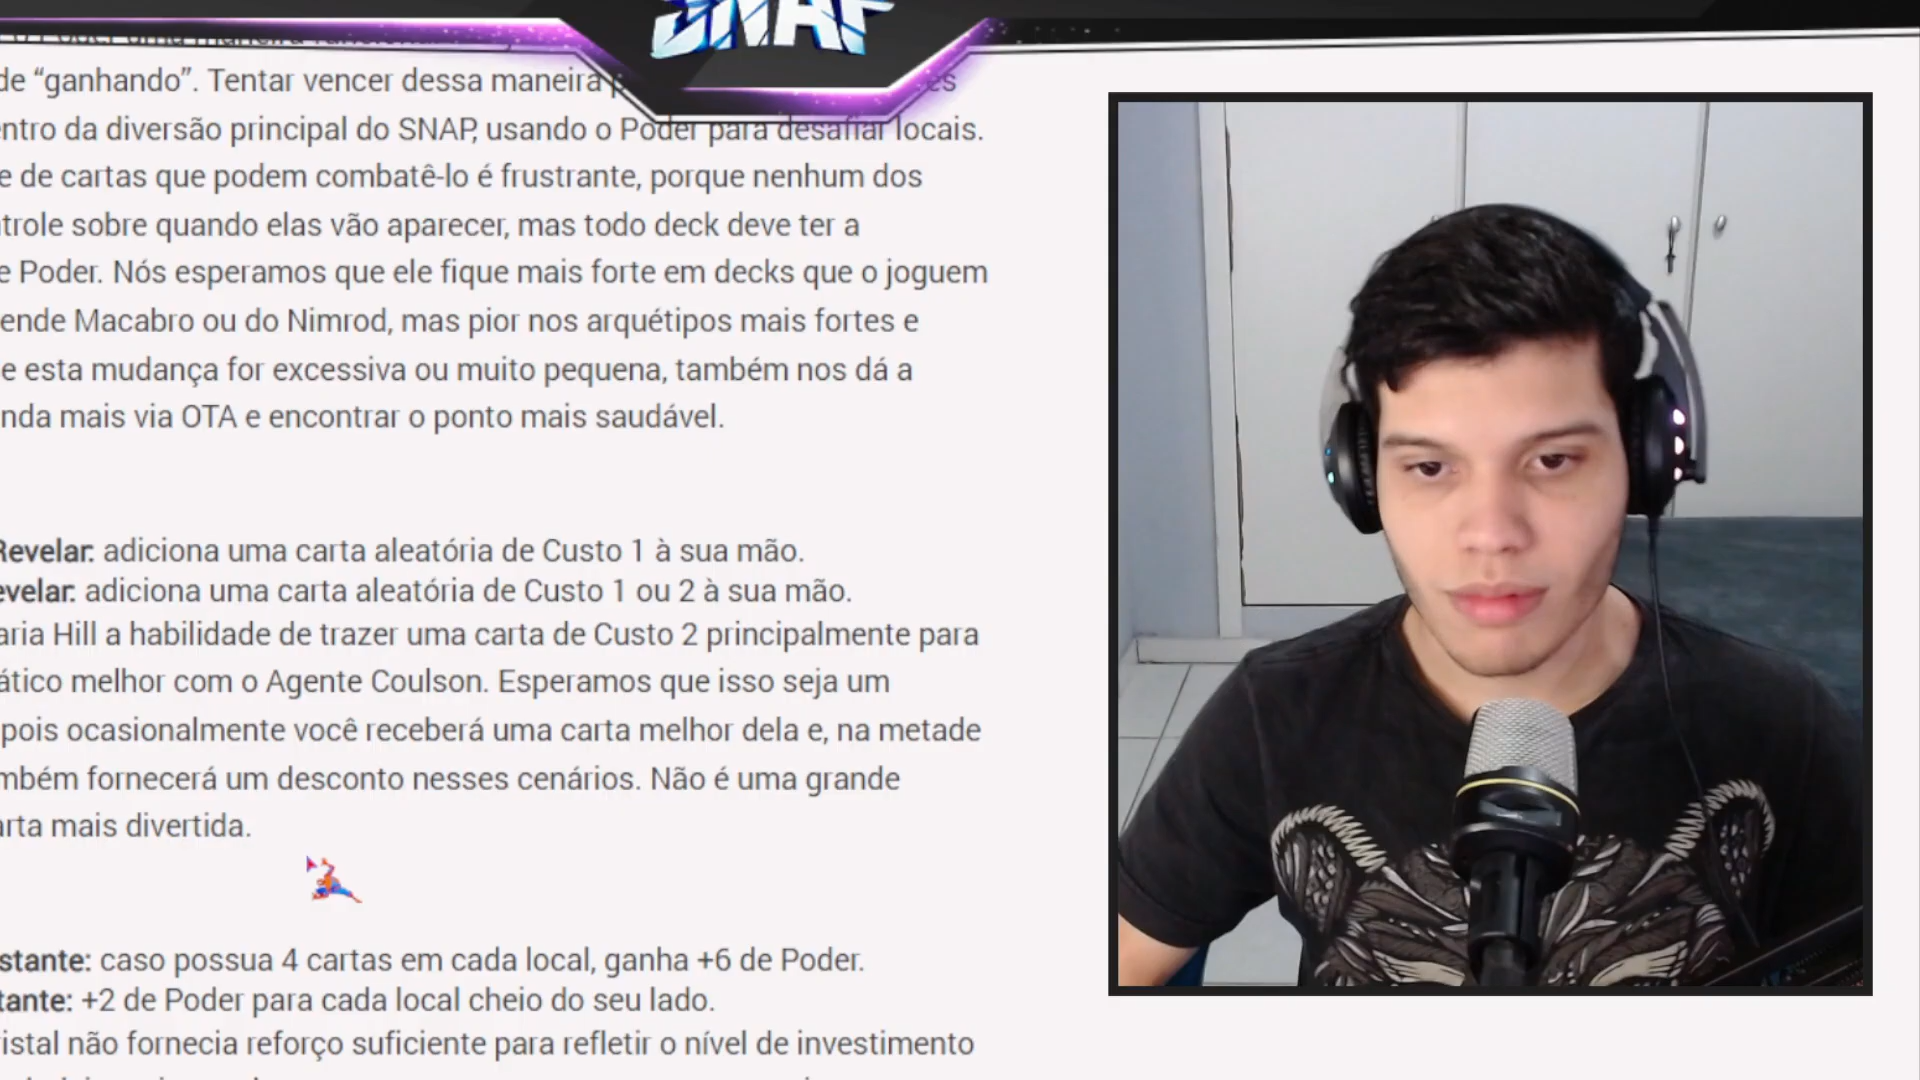 SNAP
de “ganhando”. Tentar vencer dessa maneira
entro da diversão principal do SNAP, usando o Poder para desafiar locais.
e de cartas que podem combatê-lo é frustrante, porque nenhum dos
ntrole sobre quando elas vão aparecer, mas todo deck deve ter a
e Poder. Nós esperamos que ele fique mais forte em decks que o joguem
ende Macabro ou do Nimrod, mas pior nos arquétipos mais fortes e
e esta mudança for excessiva ou muito pequena, também nos dá a
nda mais via OTA e encontrar o ponto mais saudável.
Revelar: adiciona uma carta aleatória de Custo 1 à sua mão.
evelar: adiciona uma carta aleatória de Custo 1 ou 2 à sua mão.
aria Hill a habilidade de trazer uma carta de Custo 2 principalmente para
ático melhor com o Agente Coulson. Esperamos que isso seja um
pois ocasionalmente você receberá uma carta melhor dela e, na metade
mbém fornecerá um desconto nesses cenários. Não é uma grande
arta mais divertida.
stante: caso possua 4 cartas em cada local, ganha +6 de Poder.
tante: +2 de Poder para cada local cheio do seu lado.
ristal não fornecia reforço suficiente para refletir o nível de investimento